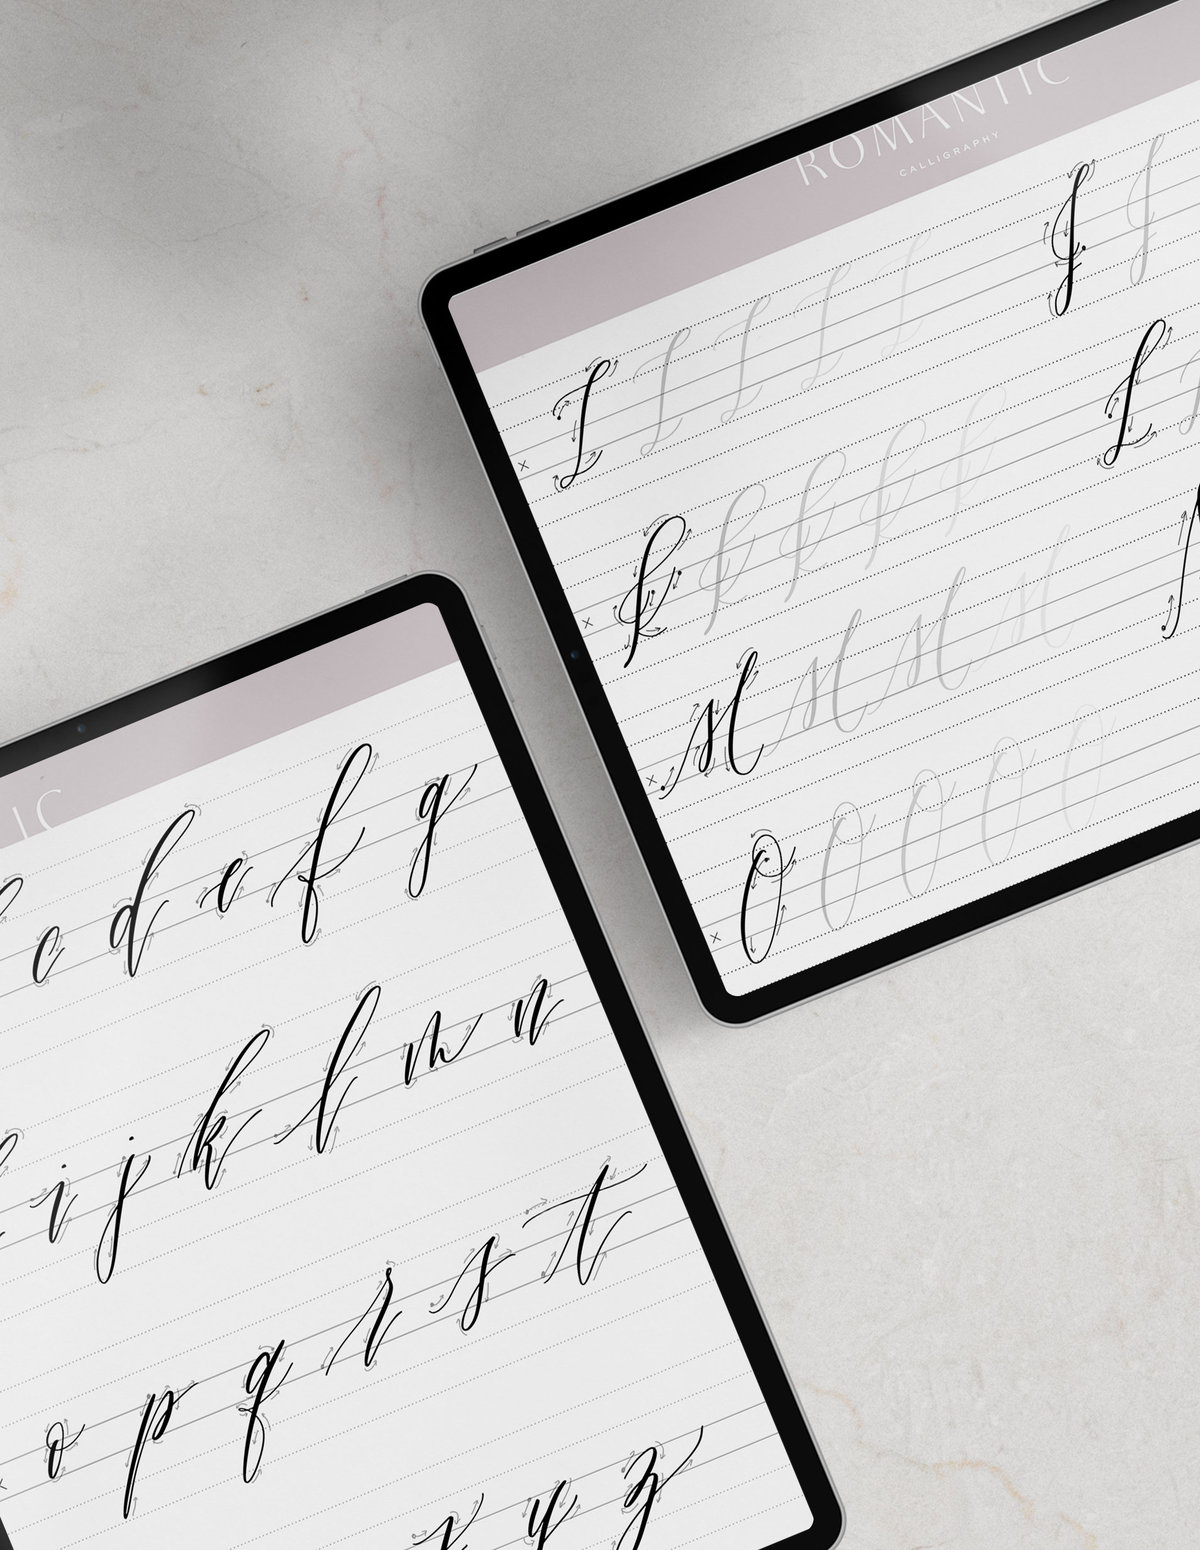 ROMANTIC
CALLIGRAPHY
I I I I I J J
K K K K K L
x
M M M M M
x
O O O O O
x
IC
c d e f g
i j k l m n
o p q r s t
x y z